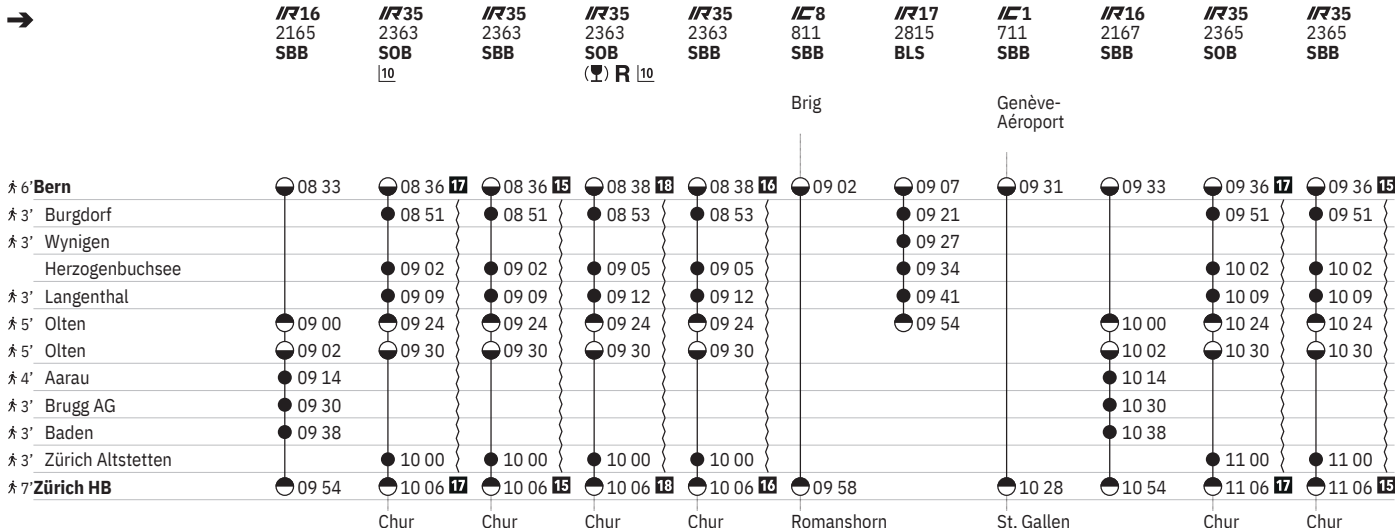 IR16 IR35 IR35 IR35 IR35 IC8 IR17 IC1 IR16 IR35 IR35
2165 2363 2363 2363 2363 811 2815 711 2167 2365 2365
SBB SOB SBB SOB SBB SBB BLS SBB SBB SOB SBB
10 R 10
Brig Genève-
Aéroport
6' Bern 08 33 08 36 17 08 36 15 08 38 18 08 38 16 09 02 09 07 09 31 09 33 09 36 17 09 36 15
3' Burgdorf 08 51 08 51 08 53 08 53 09 21 09 51 09 51
3' Wynigen 09 27
Herzogenbuchsee 09 02 09 02 09 05 09 05 09 34 10 02 10 02
3' Langenthal 09 09 09 09 09 12 09 12 09 41 10 09 10 09
5' Olten 09 00 09 24 09 24 09 24 09 24 09 54 10 00 10 24 10 24
5' Olten 09 02 09 30 09 30 09 30 09 30 10 02 10 30 10 30
4' Aarau 09 14 10 14
3' Brugg AG 09 30 10 30
3' Baden 09 38 10 38
3' Zürich Altstetten 10 00 10 00 10 00 10 00 11 00 11 00
7' Zürich HB 09 54 10 06 17 10 06 15 10 06 18 10 06 16 09 58 10 28 10 54 11 06 17 11 06 15
Chur Chur Chur Chur Romanshorn St. Gallen Chur Chur